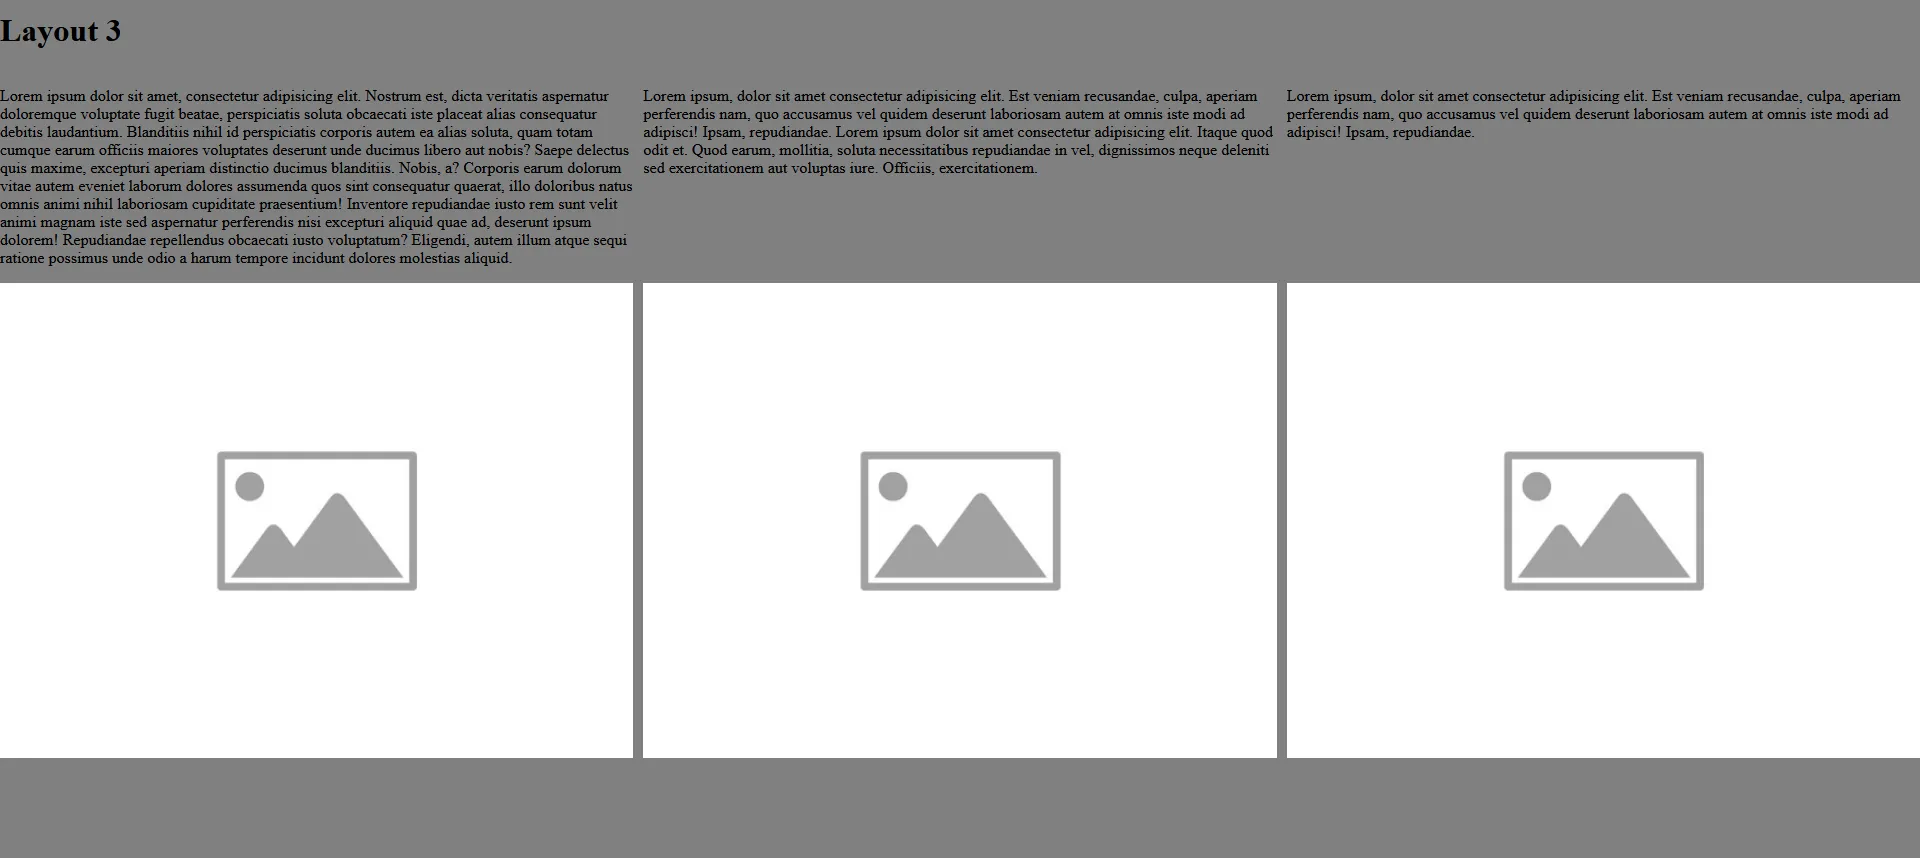 Layout 3
Lorem ipsum dolor sit amet, consectetur adipisicing elit. Nostrum est, dicta veritatis aspernatur
doloremque voluptate fugit beatae, perspiciatis soluta obcaecati iste placeat alias consequatur
debitis laudantium. Blanditiis nihil id perspiciatis corporis autem ea alias soluta, quam totam
cumque earum officiis maiores voluptates deserunt unde ducimus libero aut nobis? Saepe delectus
quis maxime, excepturi aperiam distinctio ducimus blanditiis. Nobis, a? Corporis earum dolorum
vitae autem eveniet laborum dolores assumenda quos sint consequatur quaerat, illo doloribus natus
omnis animi nihil laboriosam cupiditate praesentium! Inventore repudiandae iusto rem sunt velit
animi magnam iste sed aspernatur perferendis nisi excepturi aliquid quae ad, deserunt ipsum
dolorem! Repudiandae repellendus obcaecati iusto voluptatum? Eligendi, autem illum atque sequi
ratione possimus unde odio a harum tempore incidunt dolores molestias aliquid.
Lorem ipsum, dolor sit amet consectetur adipisicing elit. Est veniam recusandae, culpa, aperiam
perferendis nam, quo accusamus vel quidem deserunt laboriosam autem at omnis iste modi ad
adipisci! Ipsam, repudiandae. Lorem ipsum dolor sit amet consectetur adipisicing elit. Itaque quod
odit et. Quod earum, mollitia, soluta necessitatibus repudiandae in vel, dignissimos neque deleniti
sed exercitationem aut voluptas iure. Officiis, exercitationem.
Lorem ipsum, dolor sit amet consectetur adipisicing elit. Est veniam recusandae, culpa, aperiam
perferendis nam, quo accusamus vel quidem deserunt laboriosam autem at omnis iste modi ad
adipisci! Ipsam, repudiandae.